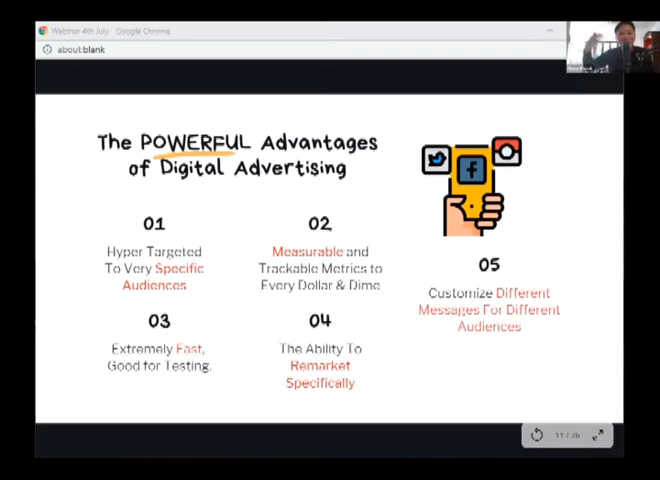 Webinar 4th July - Google Chrome
about:blank
The POWERFUL Advantages
of Digital Advertising
01
Hyper Targeted
To Very Specific
Audiences
02
Measurable and
Trackable Metrics to
Every Dollar & Dime
03
Extremely Fast,
Good for Testing.
04
The Ability To
Remarket
Specifically
05
Customize Different
Messages For Different
Audiences
11 / 26